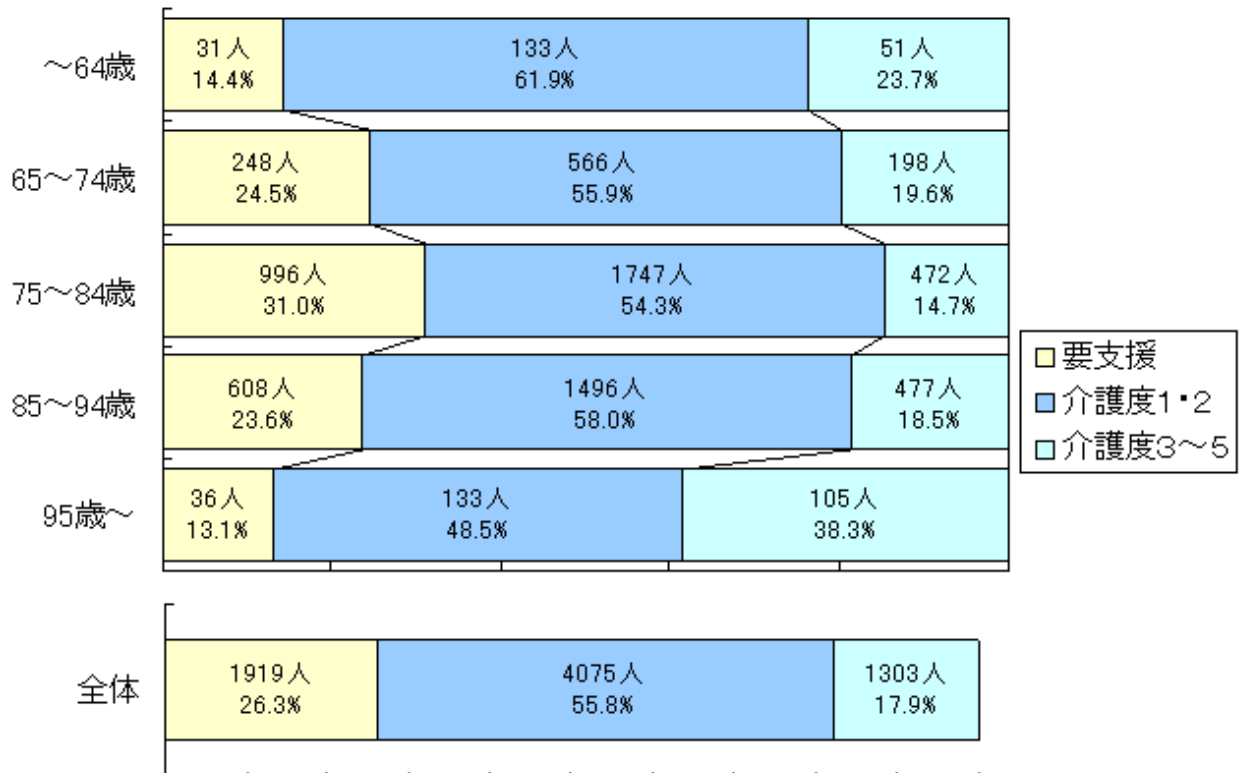 ～64歳
31人
14.4%
133人
61.9%
51人
23.7%
65～74歳
248人
24.5%
566人
55.9%
198人
19.6%
75～84歳
996人
31.0%
1747人
54.3%
472人
14.7%
85～94歳
608人
23.6%
1496人
58.0%
477人
18.5%
95歳～
36人
13.1%
133人
48.5%
105人
38.3%
要支援
介護度1・2
介護度3～5
全体
1919人
26.3%
4075人
55.8%
1303人
17.9%